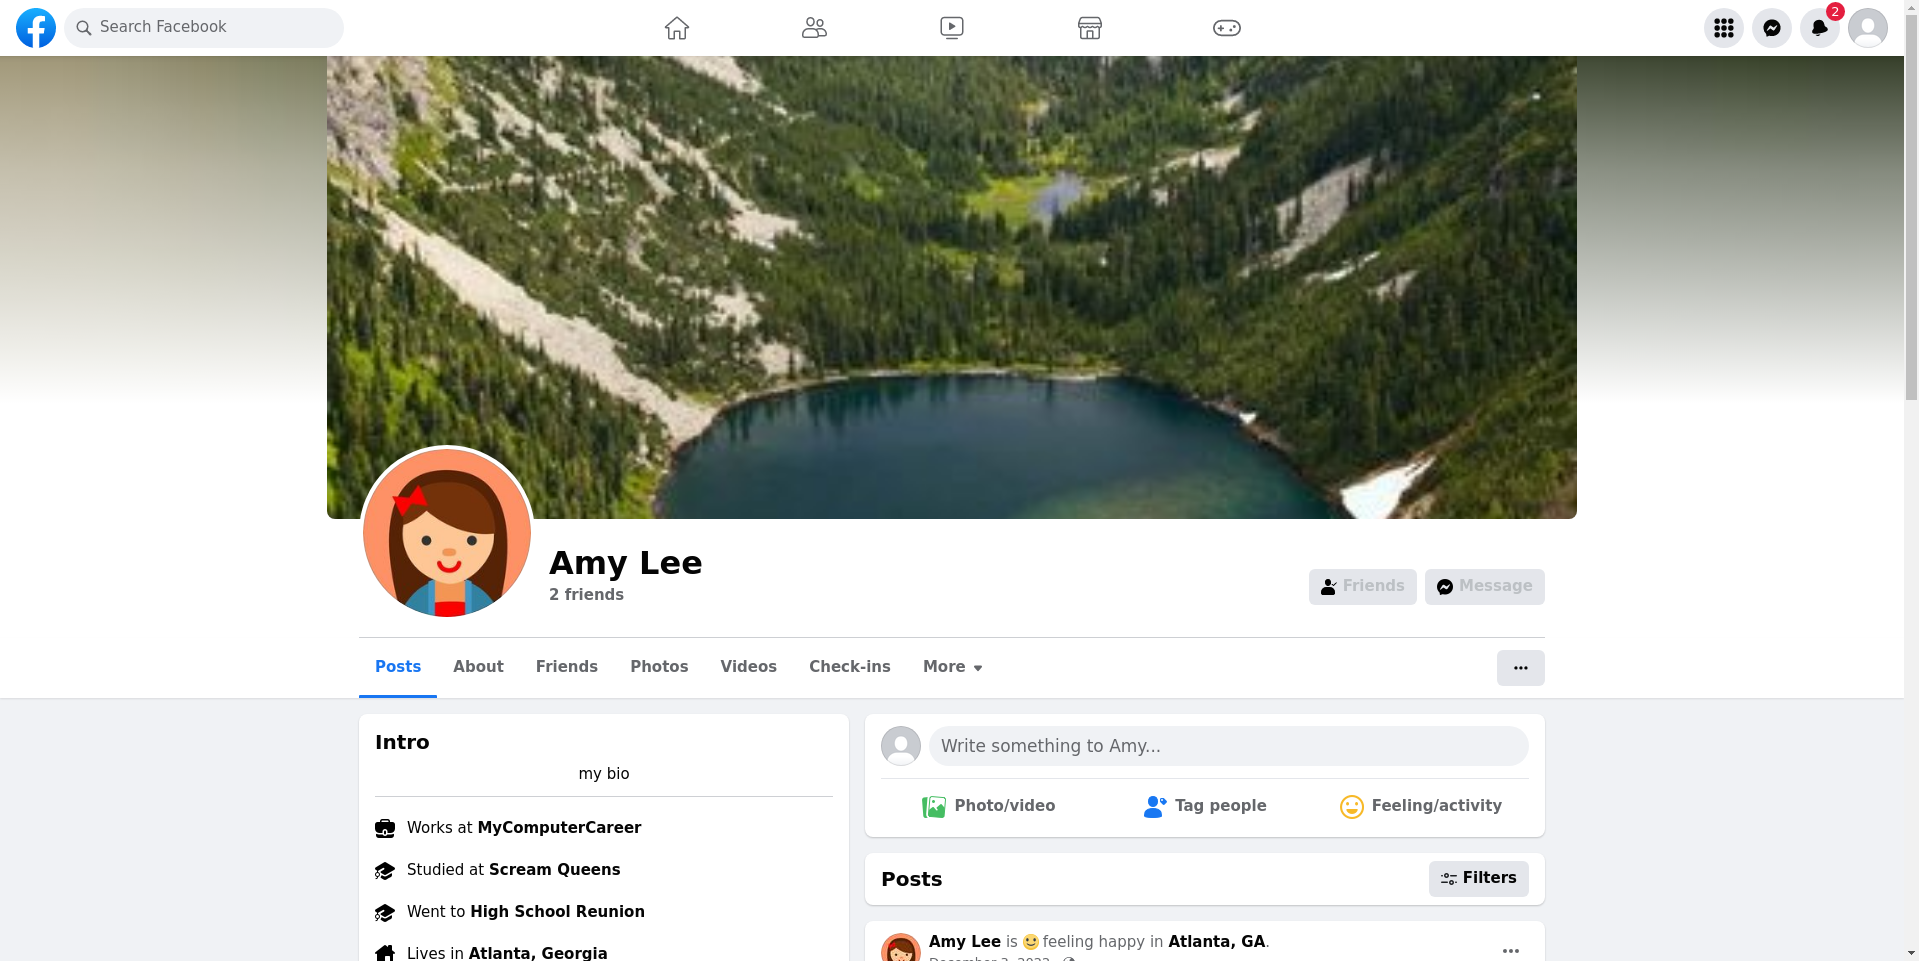 Search Facebook
2
Amy Lee
2 friends
Friends
Message
Posts
About
Friends
Photos
Videos
Check-ins
More
Intro
my bio
Works at MyComputerCareer
Studied at Scream Queens
Went to High School Reunion
Lives in Atlanta, Georgia
Write something to Amy...
Photo/video
Tag people
Feeling/activity
Posts
Filters
Amy Lee is feeling happy in Atlanta, GA.